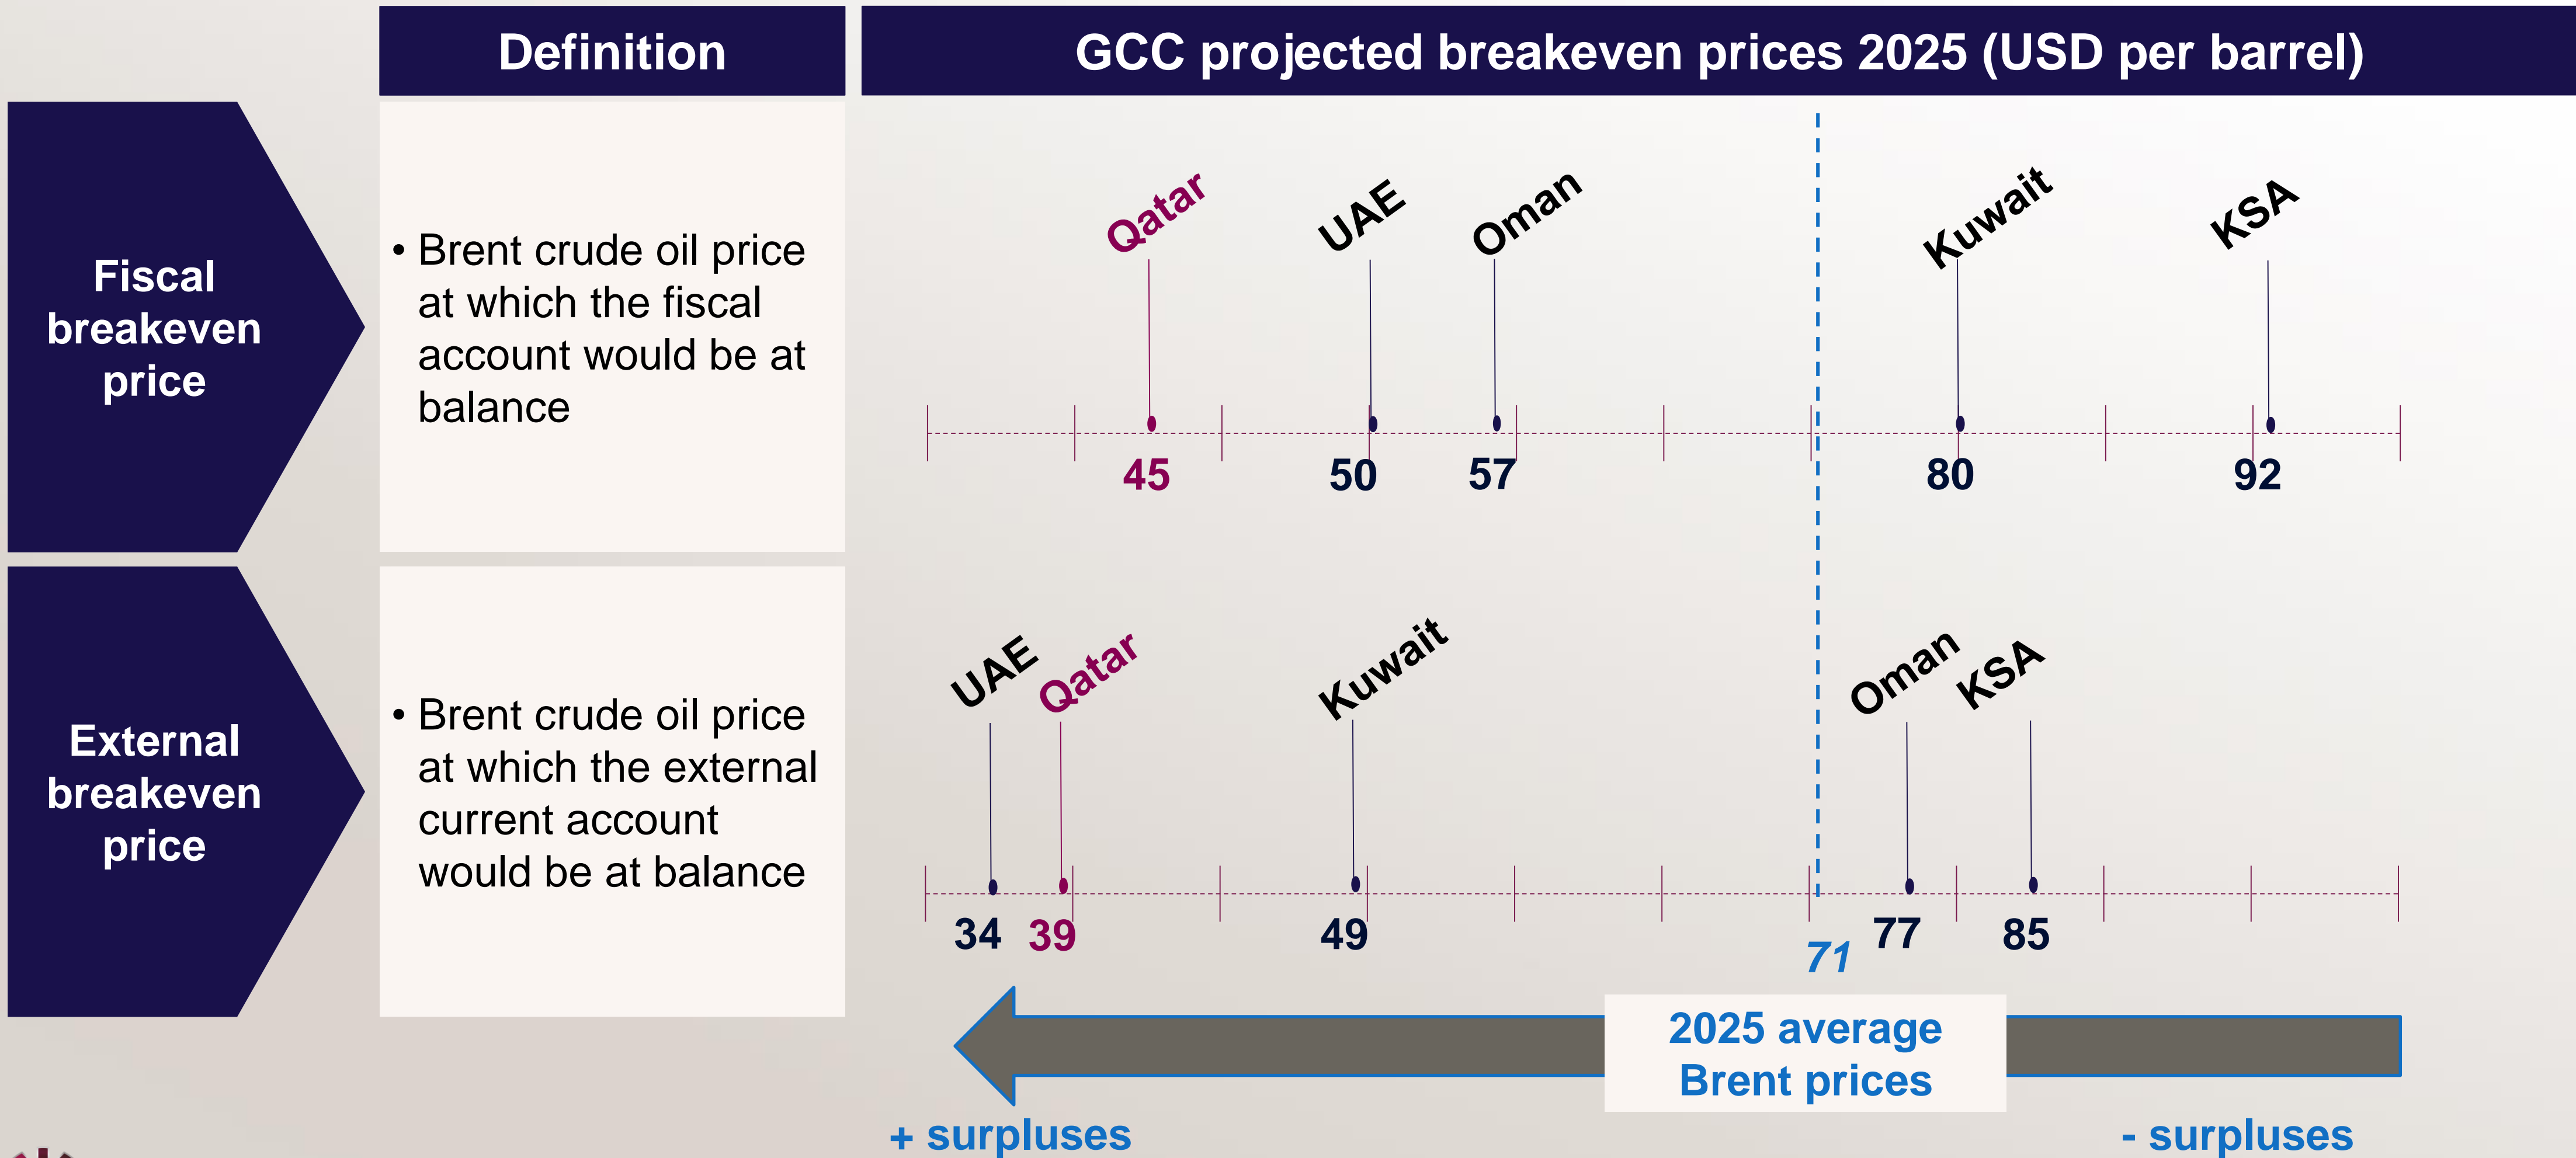 Definition
GCC projected breakeven prices 2025 (USD per barrel)
Fiscal
breakeven
price
• Brent crude oil price
at which the fiscal
account would be at
balance
Qatar
UAE
Oman
Kuwait
KSA
45
50
57
80
92
External
breakeven
price
• Brent crude oil price
at which the external
current account
would be at balance
UAE
Qatar
Kuwait
Oman
KSA
34
39
49
71
77
85
2025 average
Brent prices
+ surpluses
- surpluses